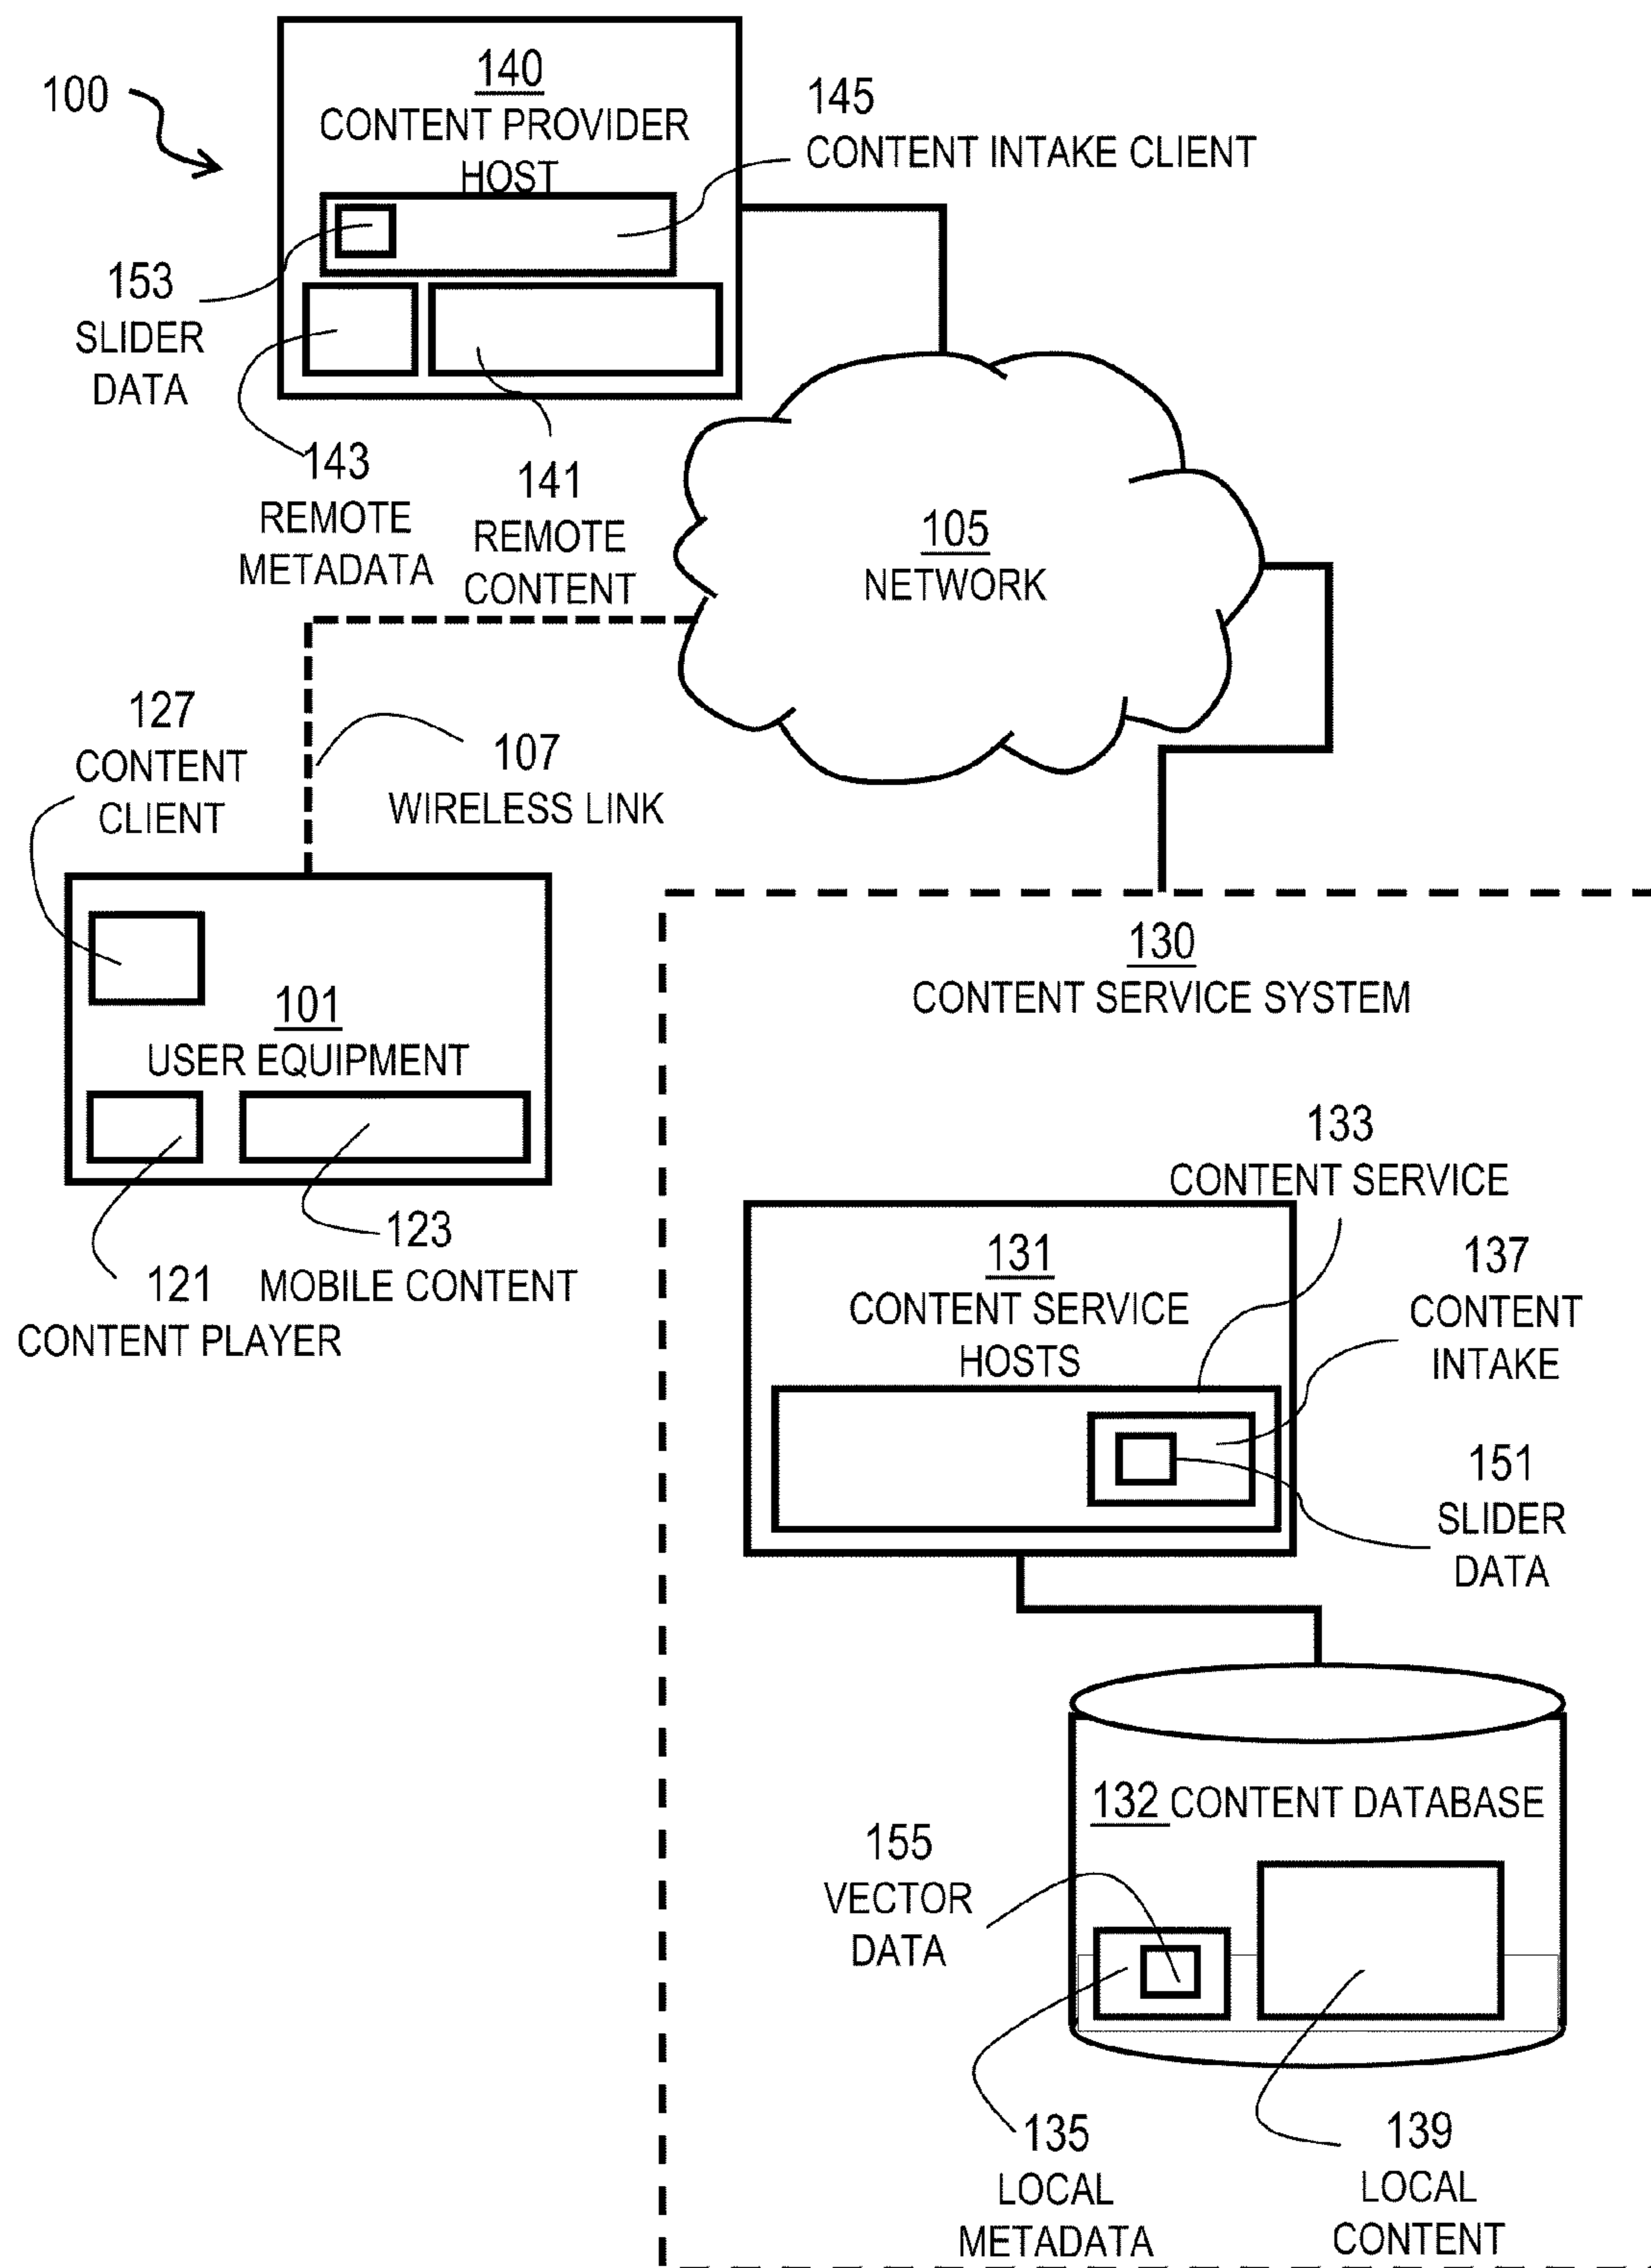 100
140
CONTENT PROVIDER
HOST
145
CONTENT INTAKE CLIENT
153
SLIDER
DATA
143
REMOTE
METADATA
141
REMOTE
CONTENT
105
NETWORK
127
CONTENT
CLIENT
107
WIRELESS LINK
101
USER EQUIPMENT
123
MOBILE CONTENT
121
CONTENT PLAYER
130
CONTENT SERVICE SYSTEM
133
CONTENT SERVICE
131
CONTENT SERVICE
HOSTS
137
CONTENT
INTAKE
151
SLIDER
DATA
132 CONTENT DATABASE
155
VECTOR
DATA
135
LOCAL
METADATA
139
LOCAL
CONTENT